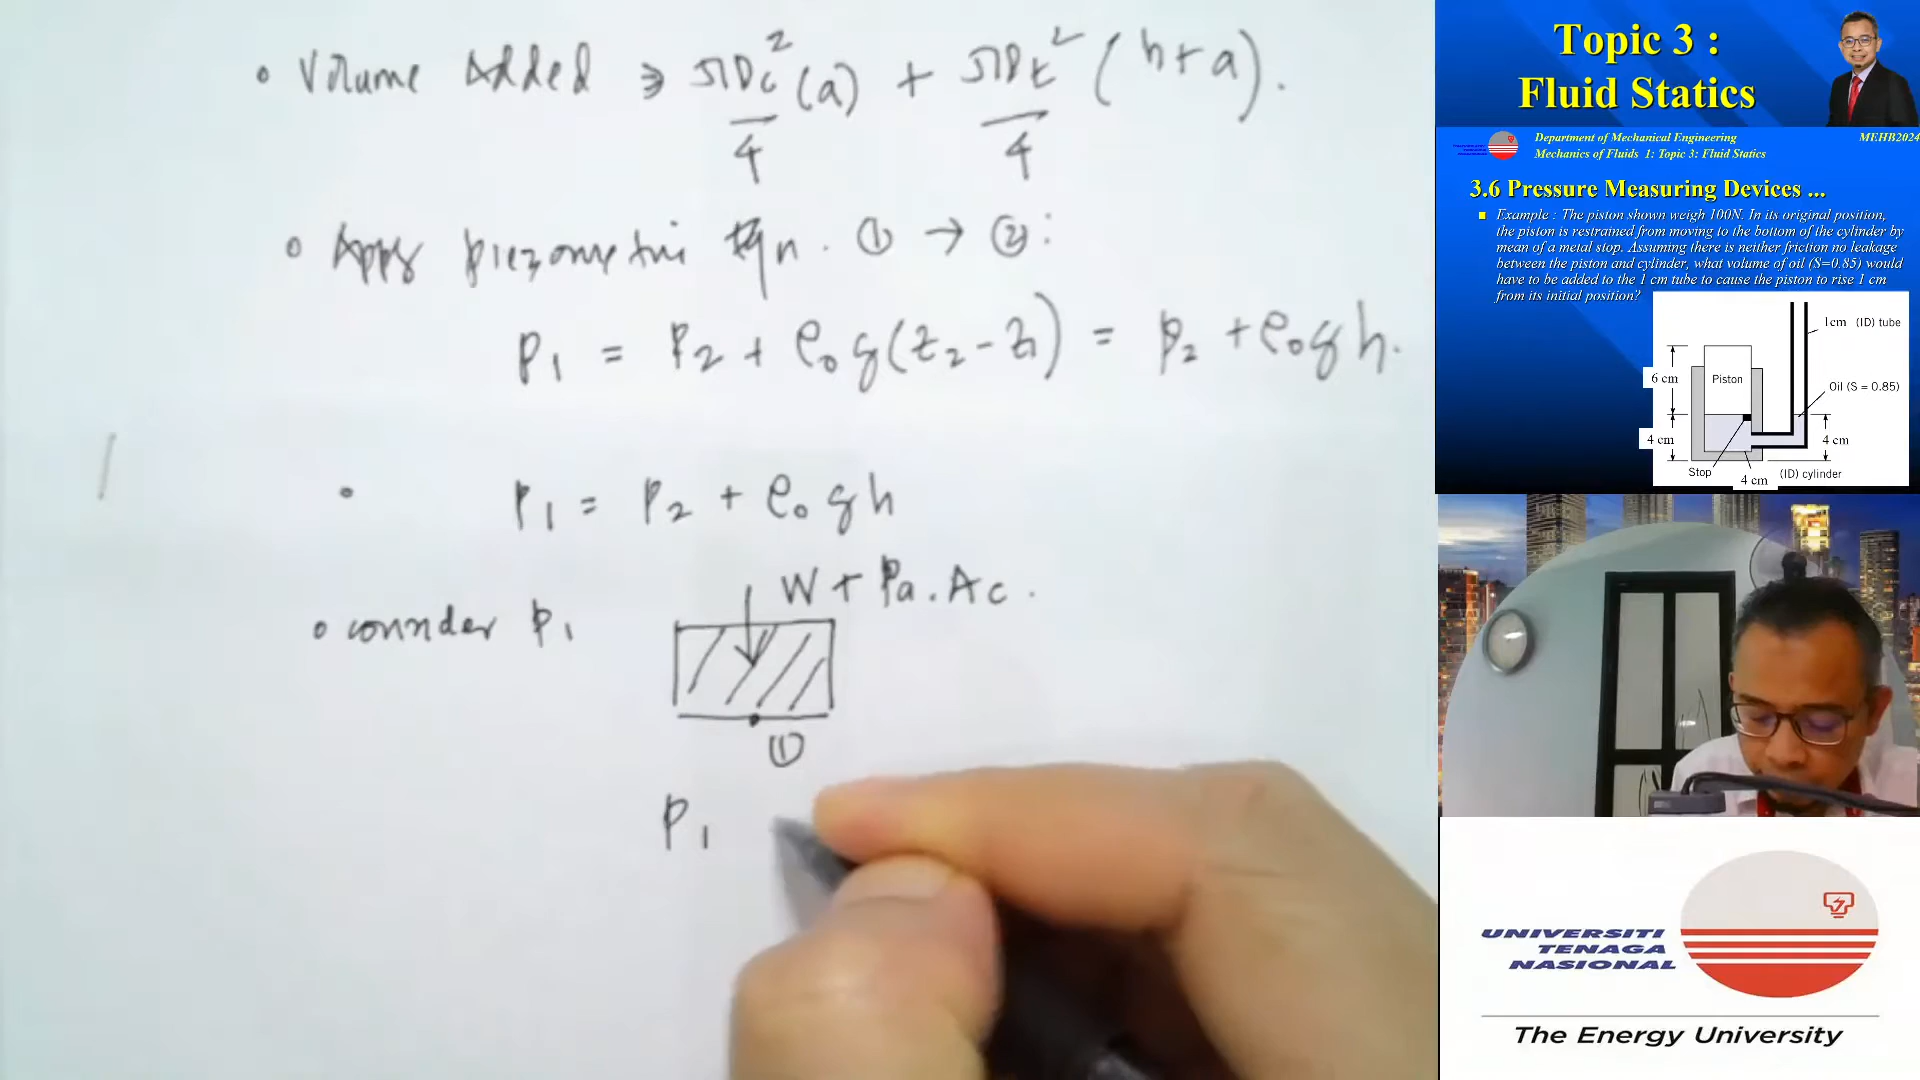 • Volume Added ⇒ πDc²/4 (a) + πDt²/4 (h+a).
• Apply piezometric Eqn. ① → ②:
P₁ = P₂ + ρₒg(z₂-z₁) = P₂ + ρₒgh.
• P₁ = P₂ + ρₒgh
W + Pa.Ac.
• consider P₁
①
P₁
Topic 3 :
Fluid Statics
Department of Mechanical Engineering MEHB2024
Mechanics of Fluids 1: Topic 3: Fluid Statics
3.6 Pressure Measuring Devices ...
Example : The piston shown weigh 100N. In its original position,
the piston is restrained from moving to the bottom of the cylinder by
mean of a metal stop. Assuming there is neither friction no leakage
between the piston and cylinder, what volume of oil (S=0.85) would
have to be added to the 1 cm tube to cause the piston to rise 1 cm
from its initial position?
1cm (ID) tube
6 cm
Piston
Oil (S = 0.85)
4 cm
4 cm
Stop
4 cm
(ID) cylinder
UNIVERSITI
TENAGA
NASIONAL
The Energy University